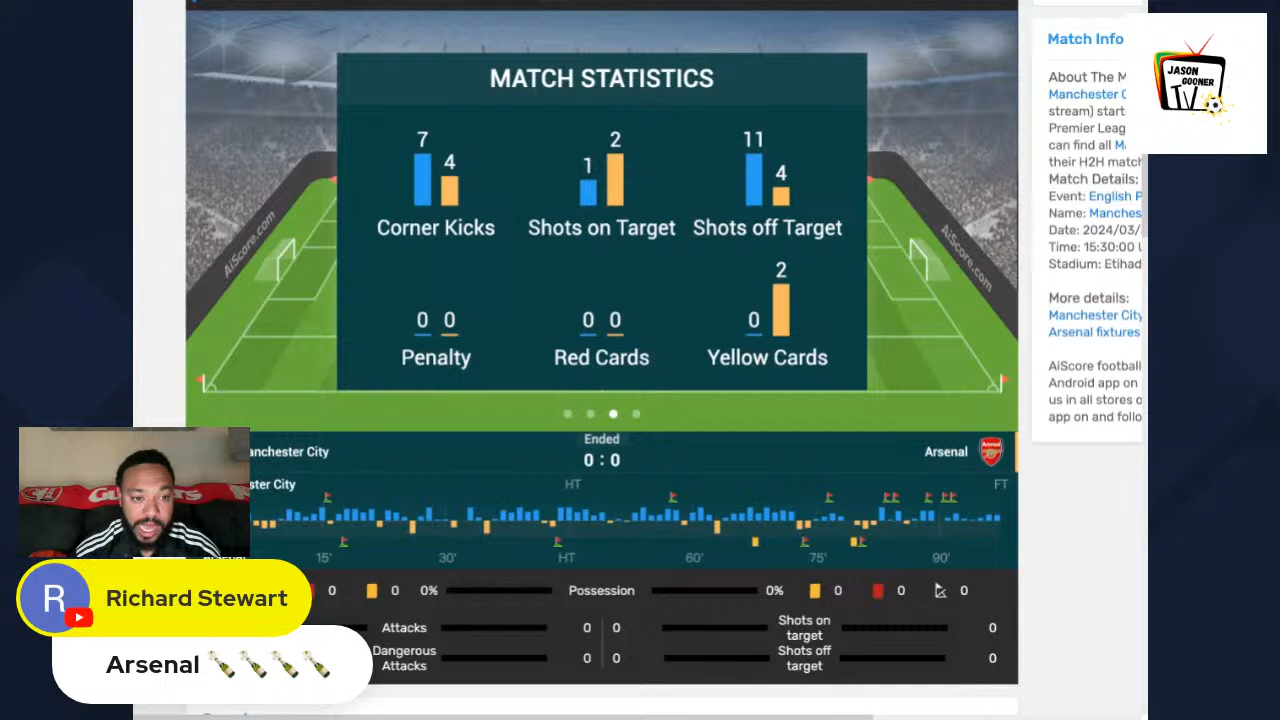 MATCH STATISTICS
7 4
Corner Kicks
1 2
Shots on Target
11 4
Shots off Target
0 0
Penalty
0 0
Red Cards
0 2
Yellow Cards
AiScore.com
AiScore.com
Ended
0 : 0
anchester City
Arsenal
ster City
HT
FT
15'
30'
HT
60'
75'
90'
0 0 0% Possession 0% 0 0 0
Attacks 0 0 Shots on target 0
Dangerous Attacks 0 0 Shots off target 0
Match Info
About The M
Manchester C
stream) start
Premier Leag
can find all Ma
their H2H match
Match Details:
Event: English P
Name: Manches
Date: 2024/03/
Time: 15:30:00 U
Stadium: Etihad
More details:
Manchester City
Arsenal fixtures
AiScore football
Android app on
us in all stores o
app on and follo
JASON
GOONER
TV
R
Richard Stewart
Arsenal 🍾🍾🍾🍾